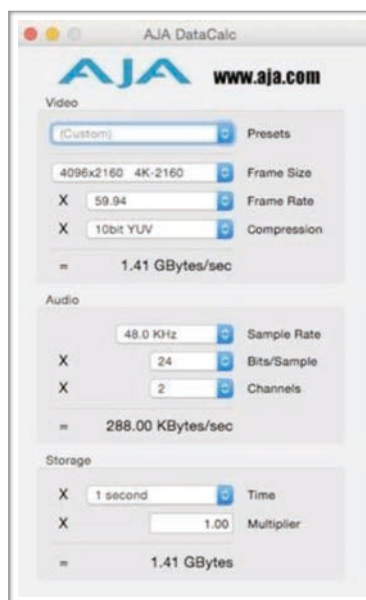 AJA DataCalc
AJA www.aja.com
Video
(Custom) Presets
4096x2160 4K-2160 Frame Size
X 59.94 Frame Rate
X 10bit YUV Compression
= 1.41 GBytes/sec
Audio
48.0 KHz Sample Rate
X 24 Bits/Sample
X 2 Channels
= 288.00 KBytes/sec
Storage
X 1 second Time
X 1.00 Multiplier
= 1.41 GBytes